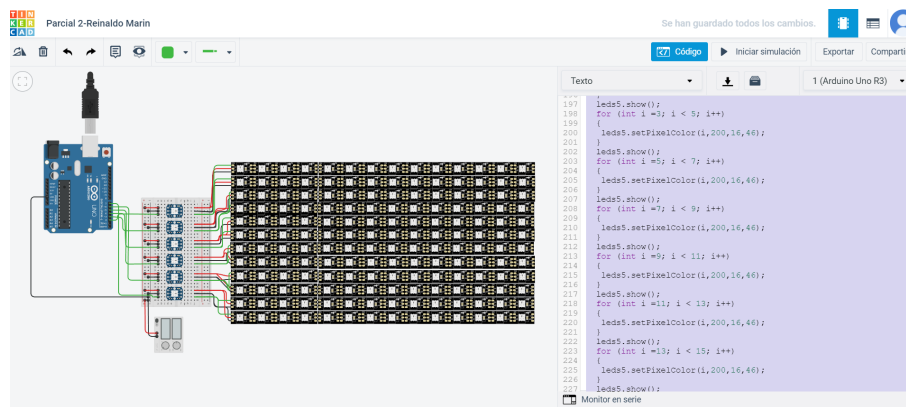 TIN
KER
CAD
Parcial 2-Reinaldo Marin
Se han guardado todos los cambios.
Código
Iniciar simulación
Exportar
Comparti
Texto
1 (Arduino Uno R3)
197 leds5.show();
198 for (int i =3; i < 5; i++)
199 {
200 leds5.setPixelColor(i,200,16,46);
201 }
202 leds5.show();
203 for (int i =5; i < 7; i++)
204 {
205 leds5.setPixelColor(i,200,16,46);
206 }
207 leds5.show();
208 for (int i =7; i < 9; i++)
209 {
210 leds5.setPixelColor(i,200,16,46);
211 }
212 leds5.show();
213 for (int i =9; i < 11; i++)
214 {
215 leds5.setPixelColor(i,200,16,46);
216 }
217 leds5.show();
218 for (int i =11; i < 13; i++)
219 {
220 leds5.setPixelColor(i,200,16,46);
221 }
222 leds5.show();
223 for (int i =13; i < 15; i++)
224 {
225 leds5.setPixelColor(i,200,16,46);
226 }
227 leds5.show();
Monitor en serie
UNO